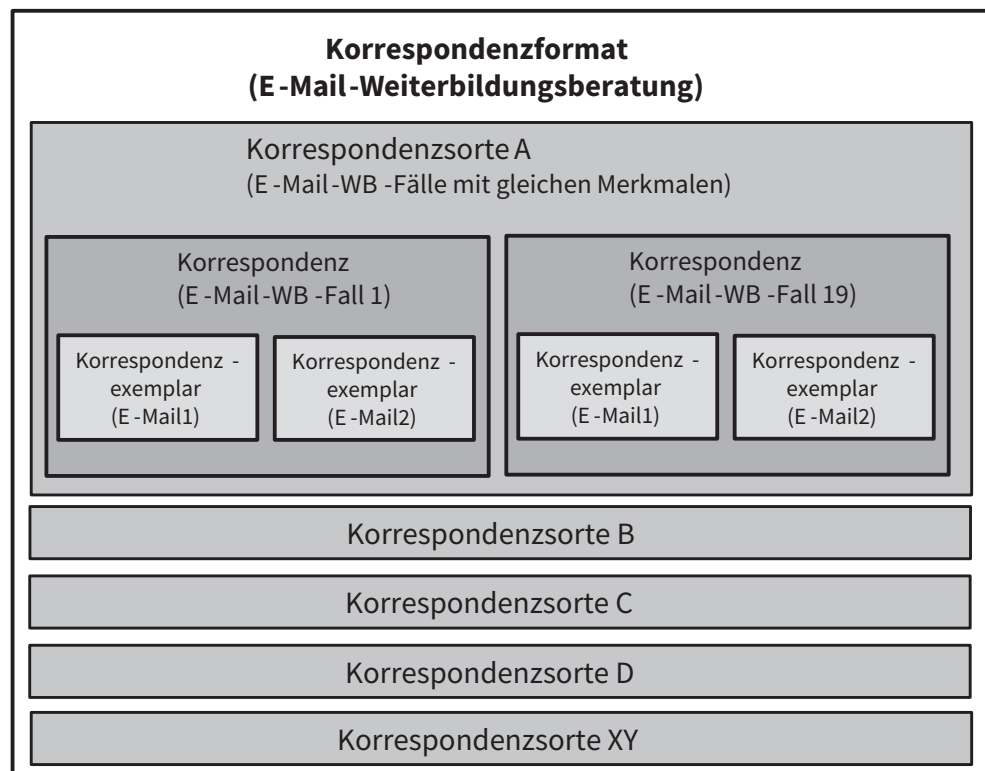 Korrespondenzformat
(E-Mail-Weiterbildungsberatung)
Korrespondenzsorte A
(E-Mail-WB-Fälle mit gleichen Merkmalen)
Korrespondenz
(E-Mail-WB-Fall 1)
Korrespondenz-
exemplar
(E-Mail1)
Korrespondenz-
exemplar
(E-Mail2)
Korrespondenz
(E-Mail-WB-Fall 19)
Korrespondenz-
exemplar
(E-Mail1)
Korrespondenz-
exemplar
(E-Mail2)
Korrespondenzsorte B
Korrespondenzsorte C
Korrespondenzsorte D
Korrespondenzsorte XY